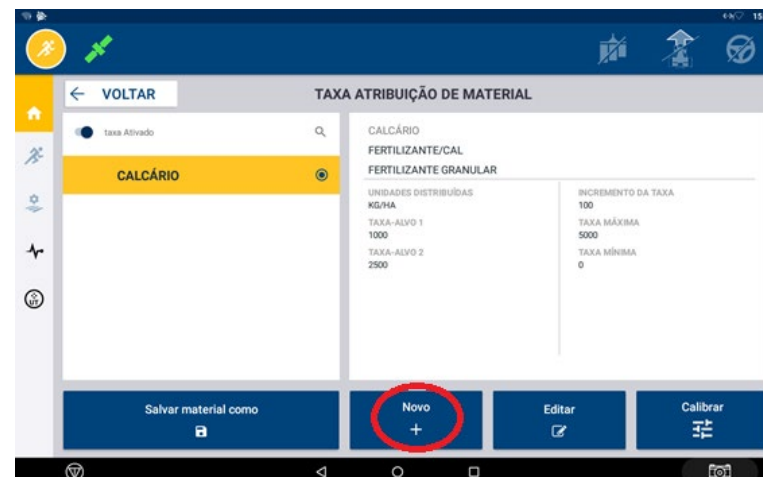 15
VOLTAR
TAXA ATRIBUIÇÃO DE MATERIAL
taxa Ativado
CALCÁRIO
CALCÁRIO
FERTILIZANTE/CAL
FERTILIZANTE GRANULAR
UNIDADES DISTRIBUÍDAS
KG/HA
TAXA-ALVO 1
1000
TAXA-ALVO 2
2500
INCREMENTO DA TAXA
100
TAXA MÁXIMA
5000
TAXA MÍNIMA
0
UT
Salvar material como
Novo
Editar
Calibrar